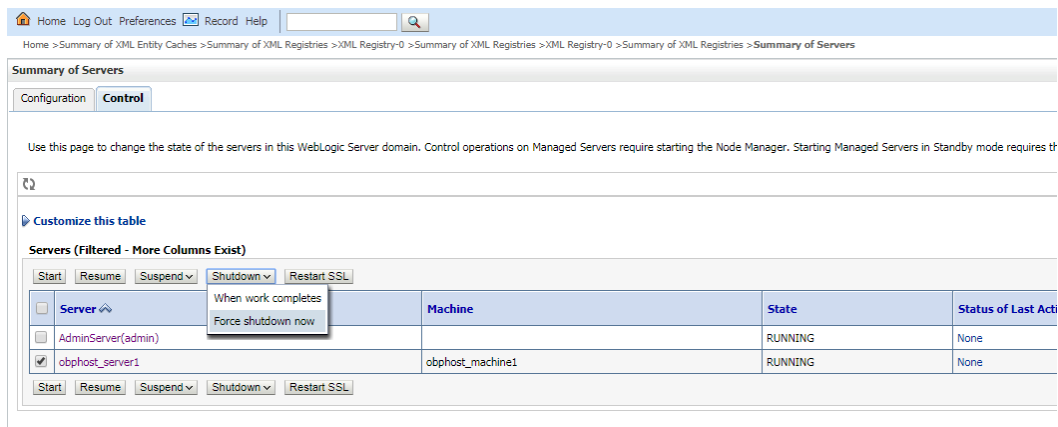 Home Log Out Preferences Record Help
Home >Summary of XML Entity Caches >Summary of XML Registries >XML Registry-0 >Summary of XML Registries >XML Registry-0 >Summary of XML Registries >Summary of Servers
Summary of Servers
Configuration Control
Use this page to change the state of the servers in this WebLogic Server domain. Control operations on Managed Servers require starting the Node Manager. Starting Managed Servers in Standby mode requires th
Customize this table
Servers (Filtered - More Columns Exist)
Start Resume Suspend Shutdown Restart SSL
When work completes
Force shutdown now
Server Machine State Status of Last Acti
AdminServer(admin) RUNNING None
obphost_server1 obphost_machine1 RUNNING None
Start Resume Suspend Shutdown Restart SSL